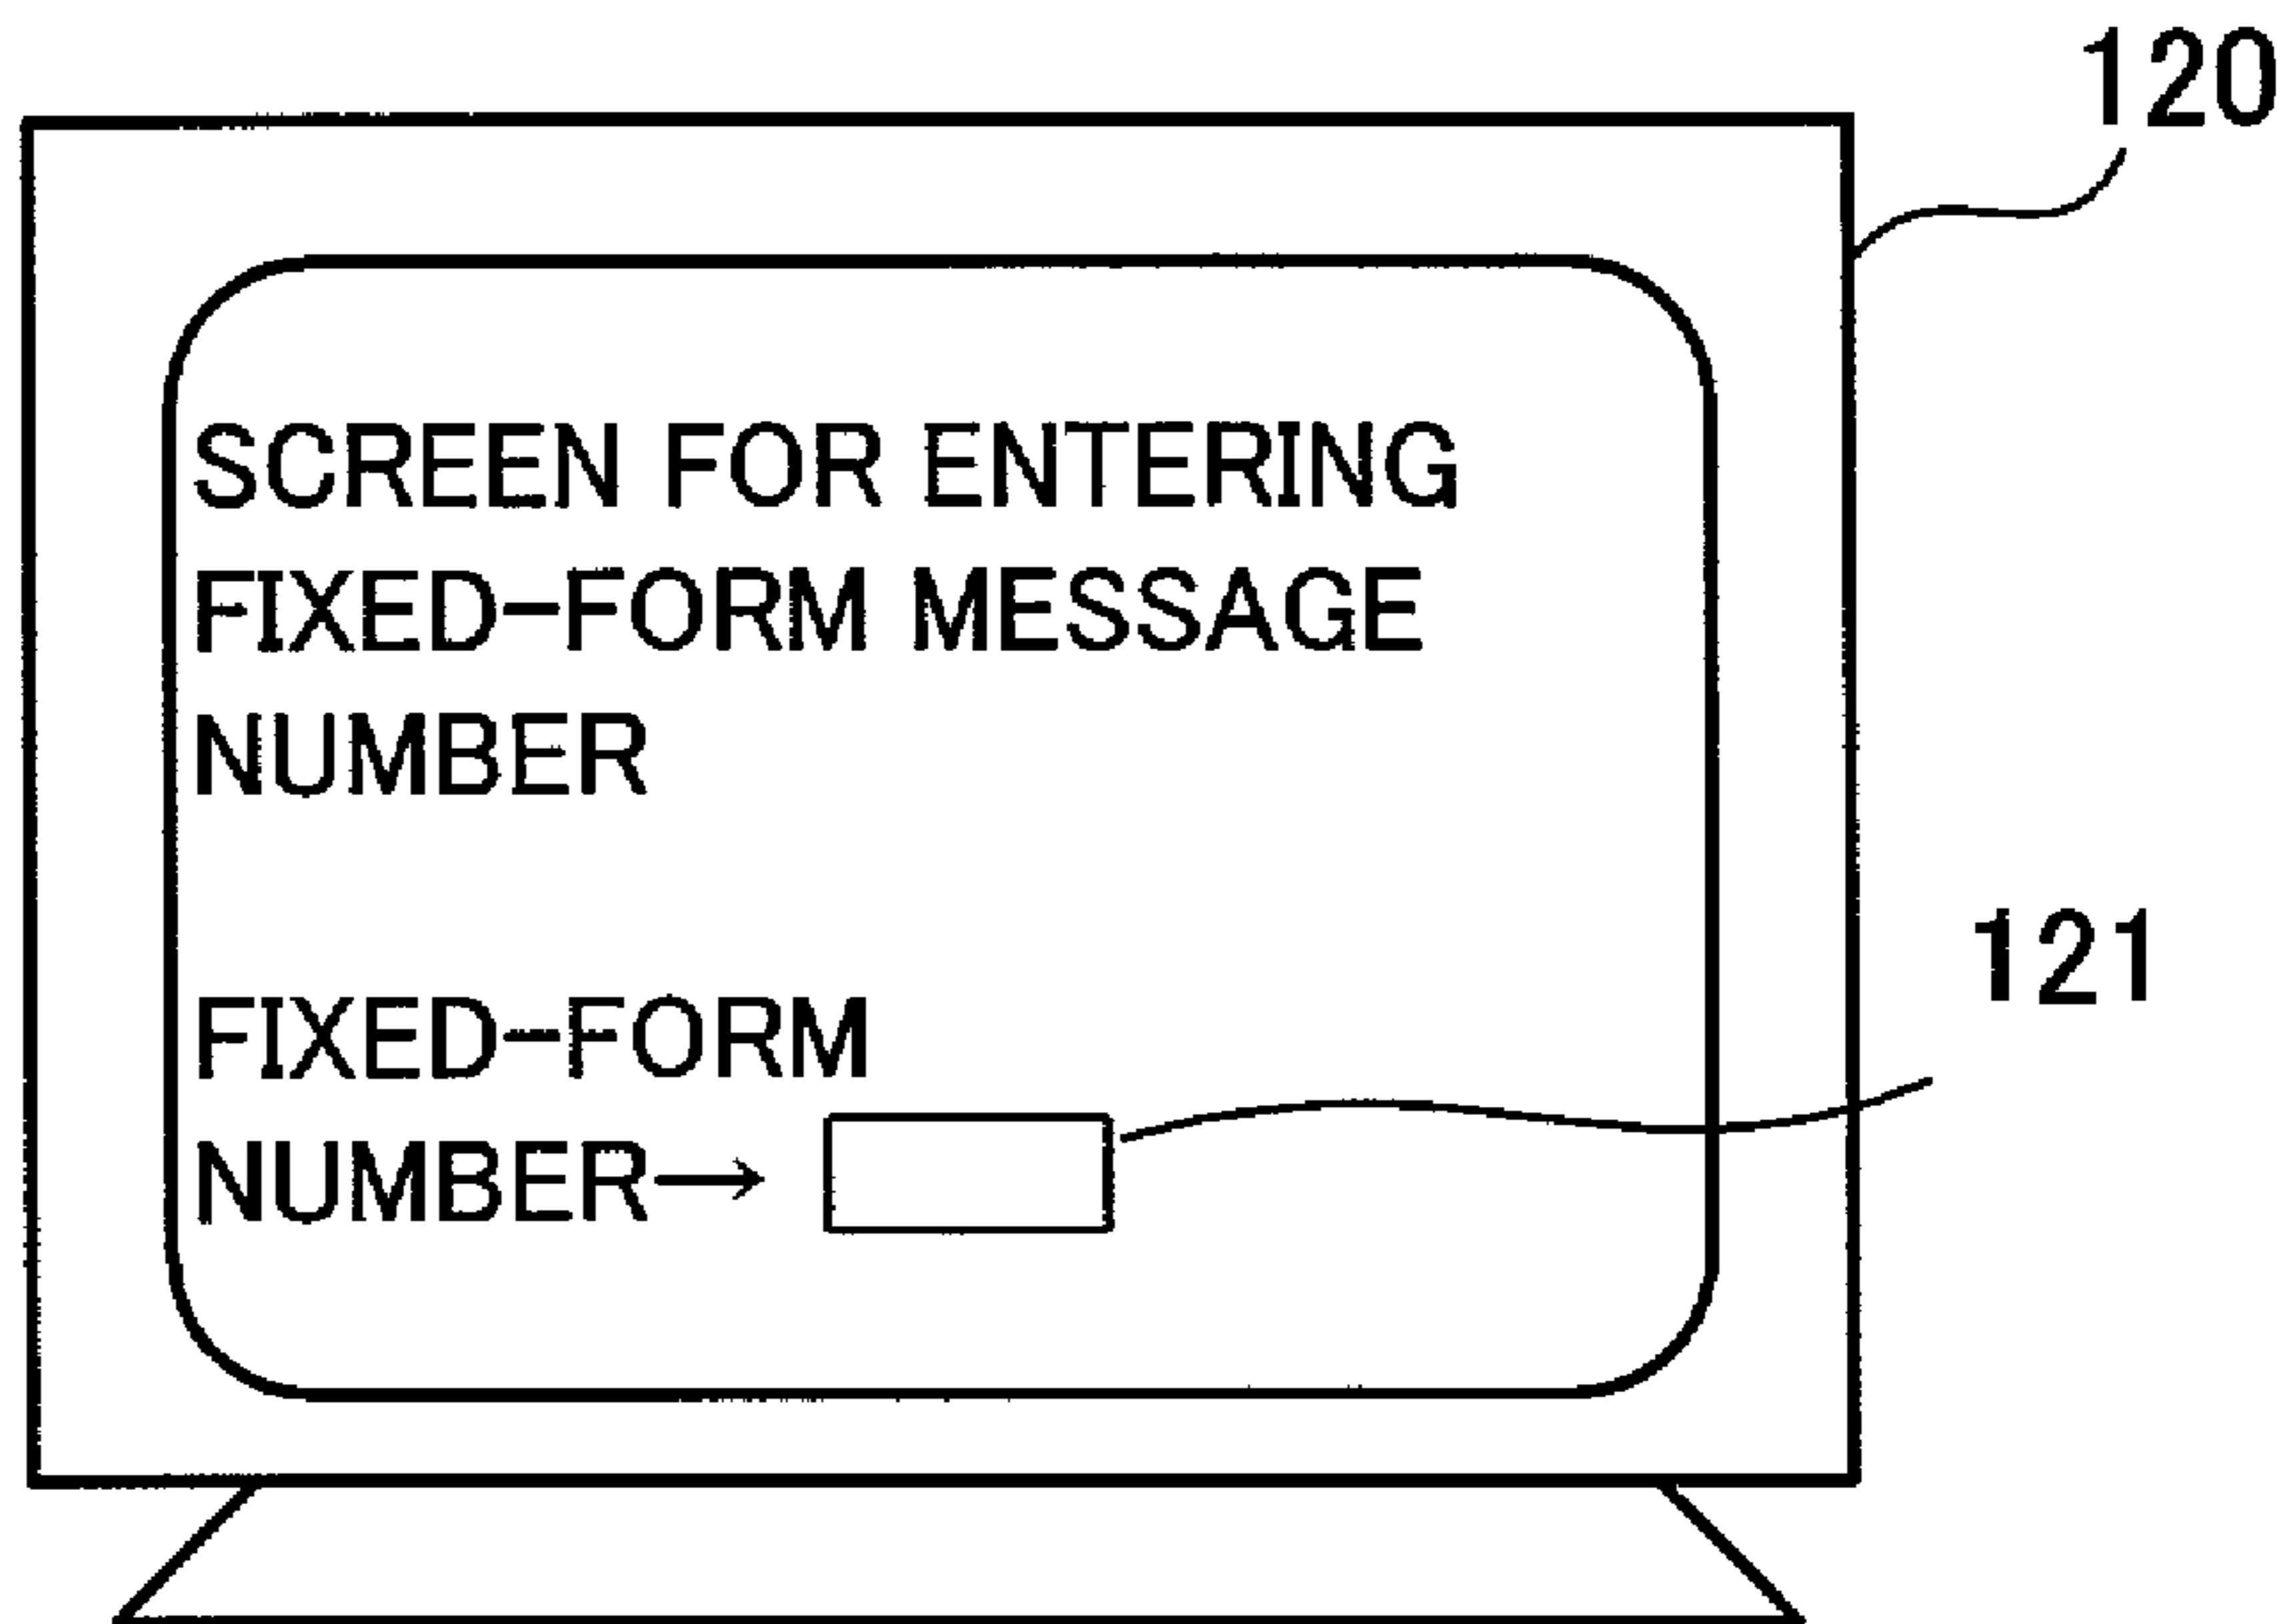 120
SCREEN FOR ENTERING
FIXED-FORM MESSAGE
NUMBER
121
FIXED-FORM
NUMBER→